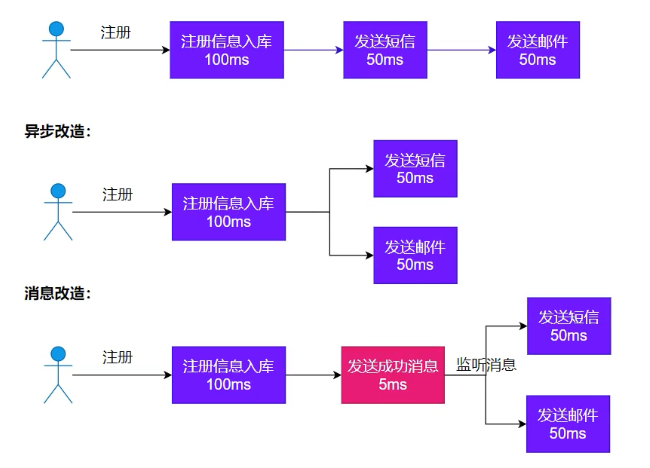 注册
注册信息入库
100ms
发送短信
50ms
发送邮件
50ms
异步改造：
注册
注册信息入库
100ms
发送短信
50ms
发送邮件
50ms
消息改造：
注册
注册信息入库
100ms
发送成功消息
5ms
监听消息
发送短信
50ms
发送邮件
50ms